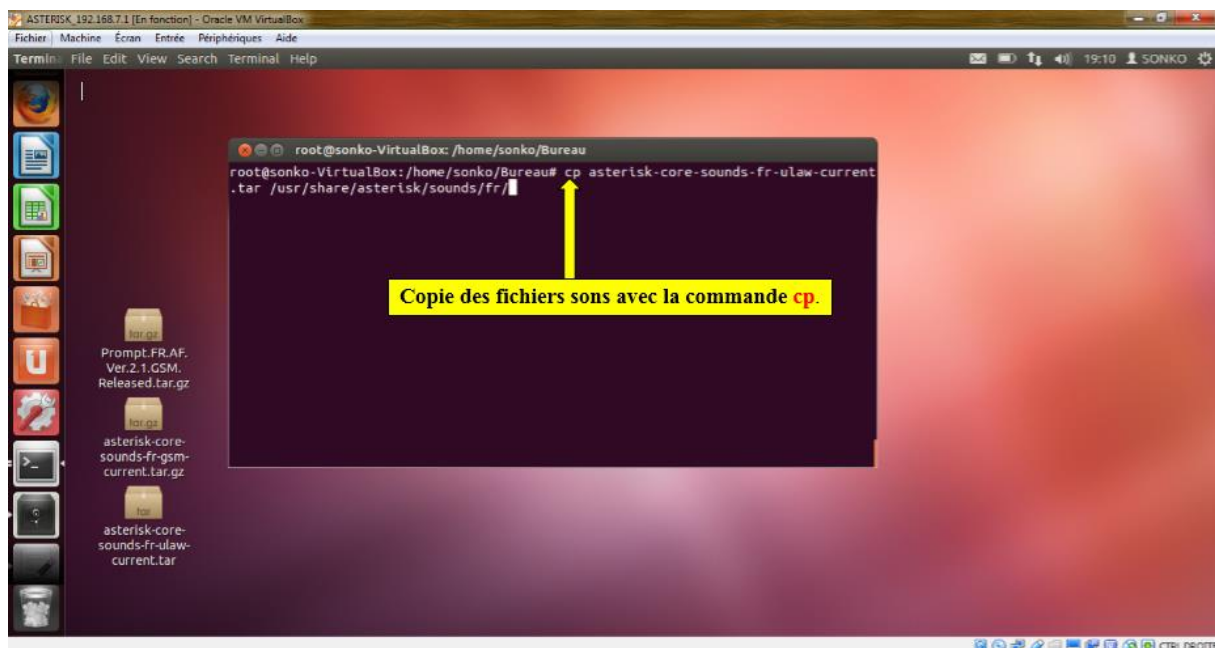 ASTERISK_192.168.7.1 [En fonction] - Oracle VM VirtualBox
Fichier Machine Écran Entrée Périphériques Aide
Termina File Edit View Search Terminal Help
19:10 SONKO
root@sonko-VirtualBox: /home/sonko/Bureau
root@sonko-VirtualBox:/home/sonko/Bureau# cp asterisk-core-sounds-fr-ulaw-current
.tar /usr/share/asterisk/sounds/fr/
Copie des fichiers sons avec la commande cp.
tar.gz
Prompt.FR.AF.
Ver.2.1.GSM.
Released.tar.gz
tar.gz
asterisk-core-
sounds-fr-gsm-
current.tar.gz
tar
asterisk-core-
sounds-fr-ulaw-
current.tar
CTRL DROITE